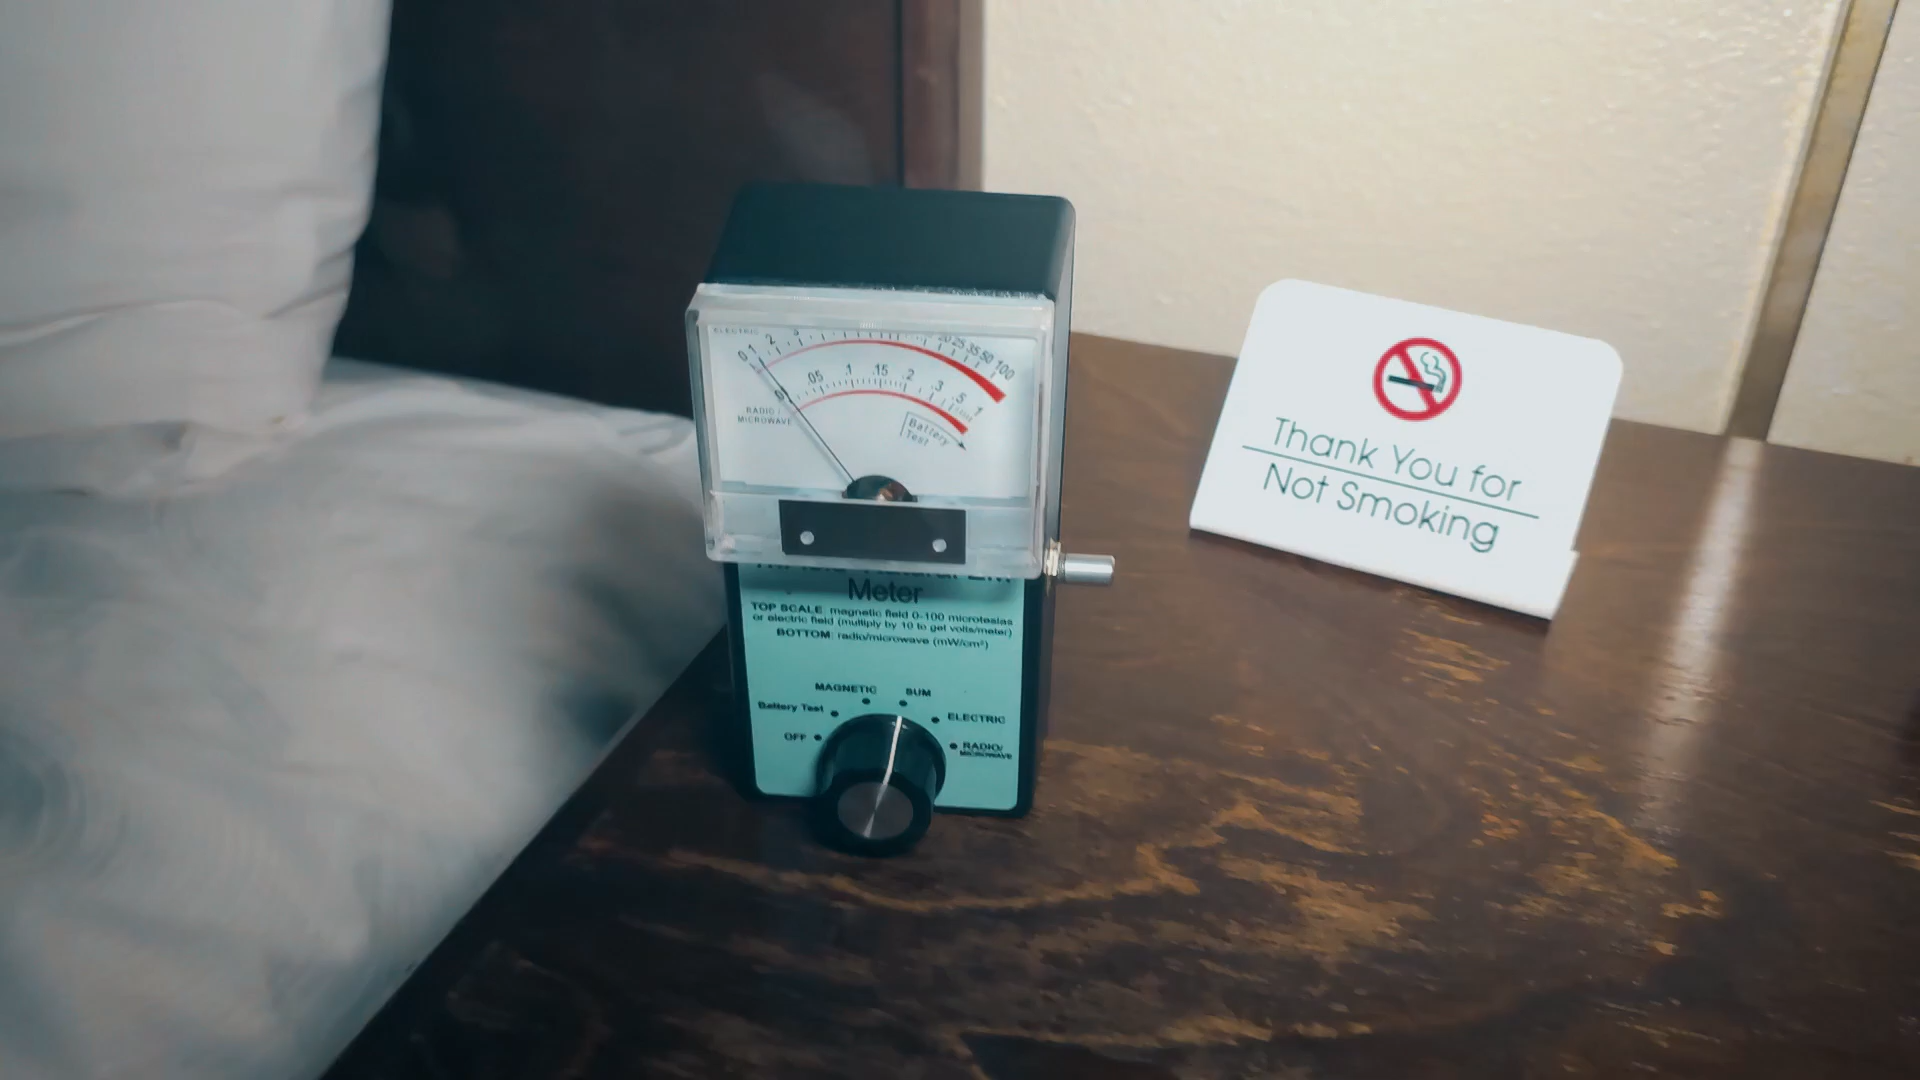 ELECTRIC
0 1 2 5 20 25 35 50 100
0 .05 .1 .15 .2 .3 .5 1
RADIO /
MICROWAVE
Battery
Test
Meter
TOP SCALE magnetic field 0-100 microteslas
or electric field (multiply by 10 to get volts/meter)
BOTTOM: radio/microwave (mW/cm²)
MAGNETIC SUM
Battery Test ELECTRIC
OFF RADIO/
MICROWAVE
Thank You for
Not Smoking